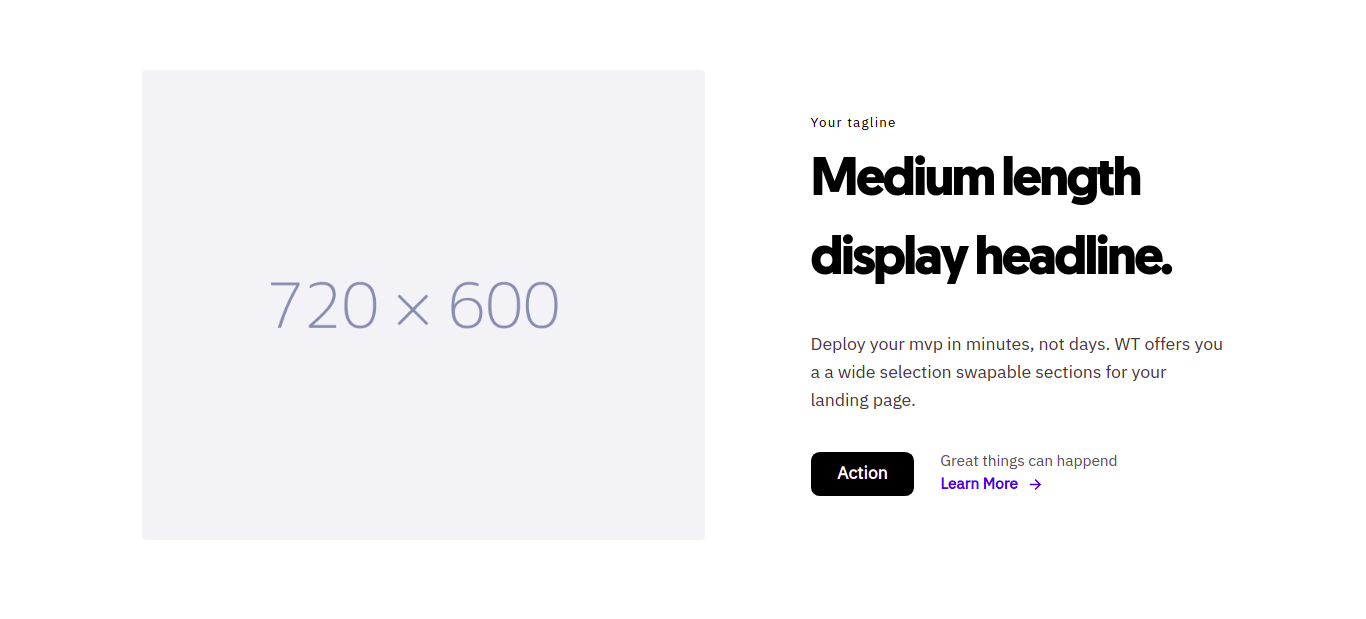 720 × 600
Your tagline
Medium length
display headline.
Deploy your mvp in minutes, not days. WT offers you
a a wide selection swapable sections for your
landing page.
Action
Great things can happend
Learn More →